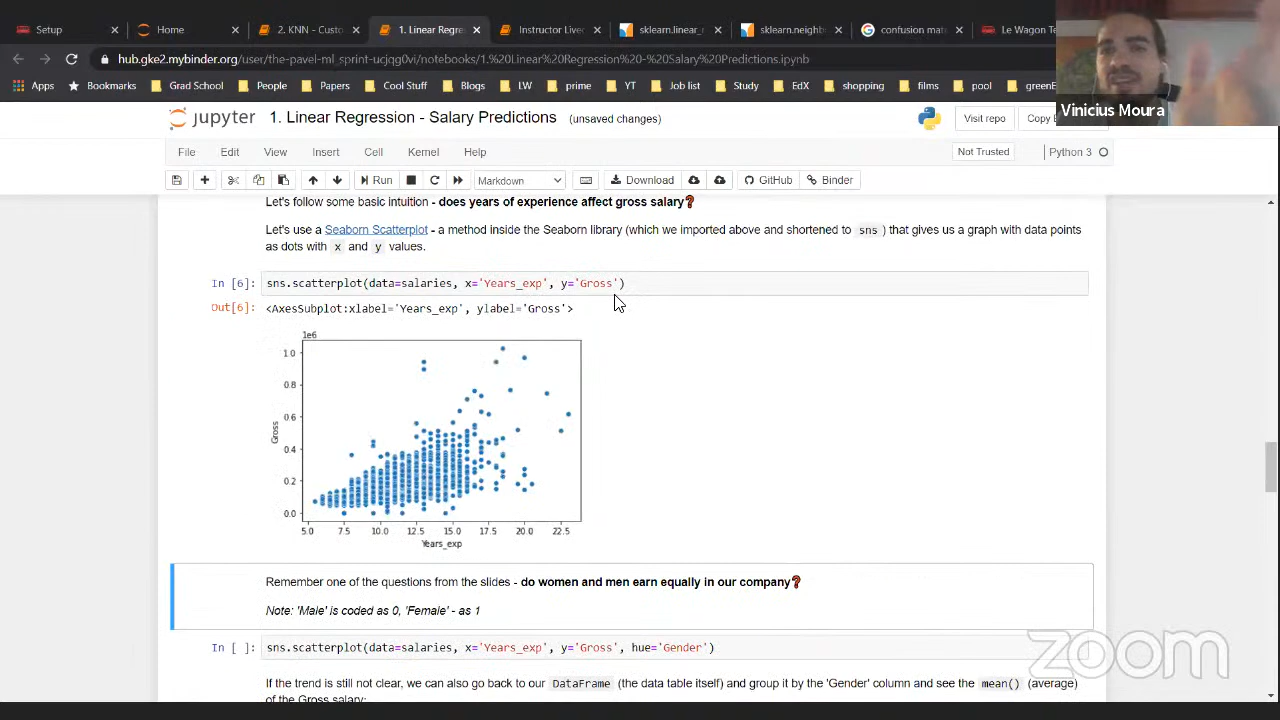 Setup
Home
2. KNN - Custo
1. Linear Regre
Instructor Livec
sklearn.linear_r
sklearn.neighb
confusion mat
Le Wagon Te
hub.gke2.mybinder.org/user/the-pavel-ml_sprint-ucjqg0vi/notebooks/1.%20Linear%20Regression%20-%20Salary%20Predictions.ipynb
Apps
Bookmarks
Grad School
People
Papers
Cool Stuff
Blogs
LW
prime
YT
Job list
Study
EdX
shopping
films
pool
greenE
Vinicius Moura
jupyter 1. Linear Regression - Salary Predictions (unsaved changes)
Visit repo
Copy B
File Edit View Insert Cell Kernel Help
Not Trusted
Python 3
Run
Markdown
Download
GitHub
Binder
Let's follow some basic intuition - does years of experience affect gross salary❓
Let's use a Seaborn Scatterplot - a method inside the Seaborn library (which we imported above and shortened to sns ) that gives us a graph with data points
as dots with x and y values.
In [6]: sns.scatterplot(data=salaries, x='Years_exp', y='Gross')
Out[6]: <AxesSubplot:xlabel='Years_exp', ylabel='Gross'>
1e6
1.0
0.8
0.6
0.4
0.2
0.0
Gross
5.0 7.5 10.0 12.5 15.0 17.5 20.0 22.5
Years_exp
Remember one of the questions from the slides - do women and men earn equally in our company❓
Note: 'Male' is coded as 0, 'Female' - as 1
In [ ]: sns.scatterplot(data=salaries, x='Years_exp', y='Gross', hue='Gender')
If the trend is still not clear, we can also go back to our DataFrame (the data table itself) and group it by the 'Gender' column and see the mean() (average)
of the Gross salary:
zoom